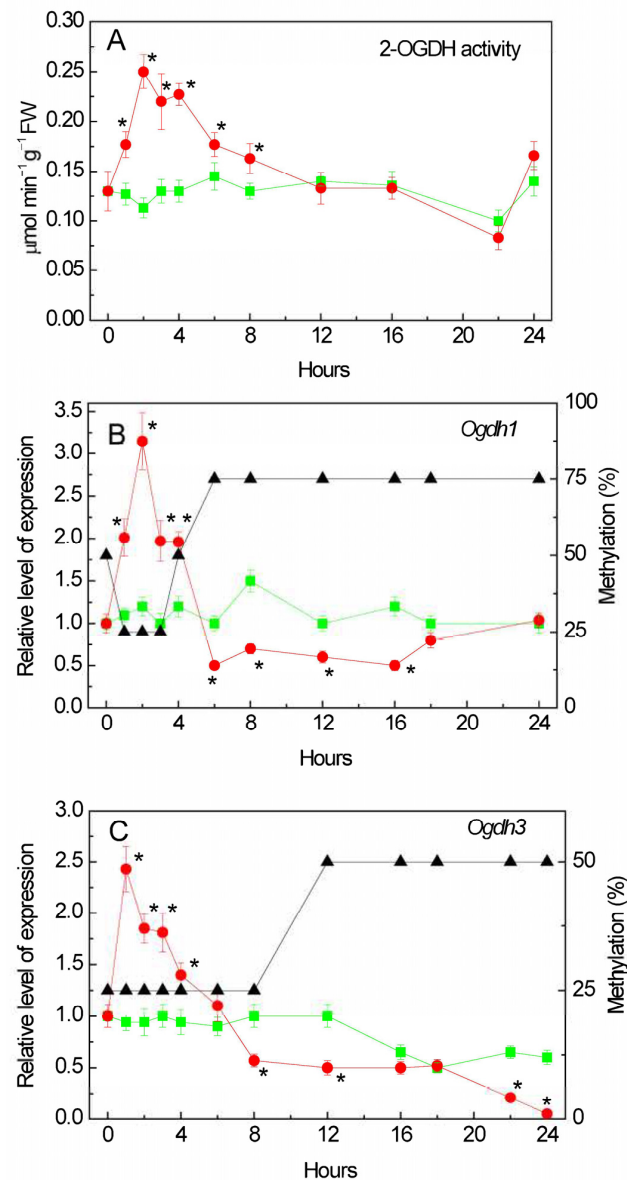 A
2-OGDH activity
µmol min⁻¹ g⁻¹ FW
0.30
0.25
0.20
0.15
0.10
0.05
0.00
* * * * * *
0 4 8 12 16 20 24
Hours
B
Ogdh1
Relative level of expression
3.5
3.0
2.5
2.0
1.5
1.0
0.5
0.0
* * * * * * * *
100
75
50
25
0
Methylation (%)
0 4 8 12 16 20 24
Hours
C
Ogdh3
Relative level of expression
3.0
2.5
2.0
1.5
1.0
0.5
0.0
* * * * * * * *
50
25
0
Methylation (%)
0 4 8 12 16 20 24
Hours